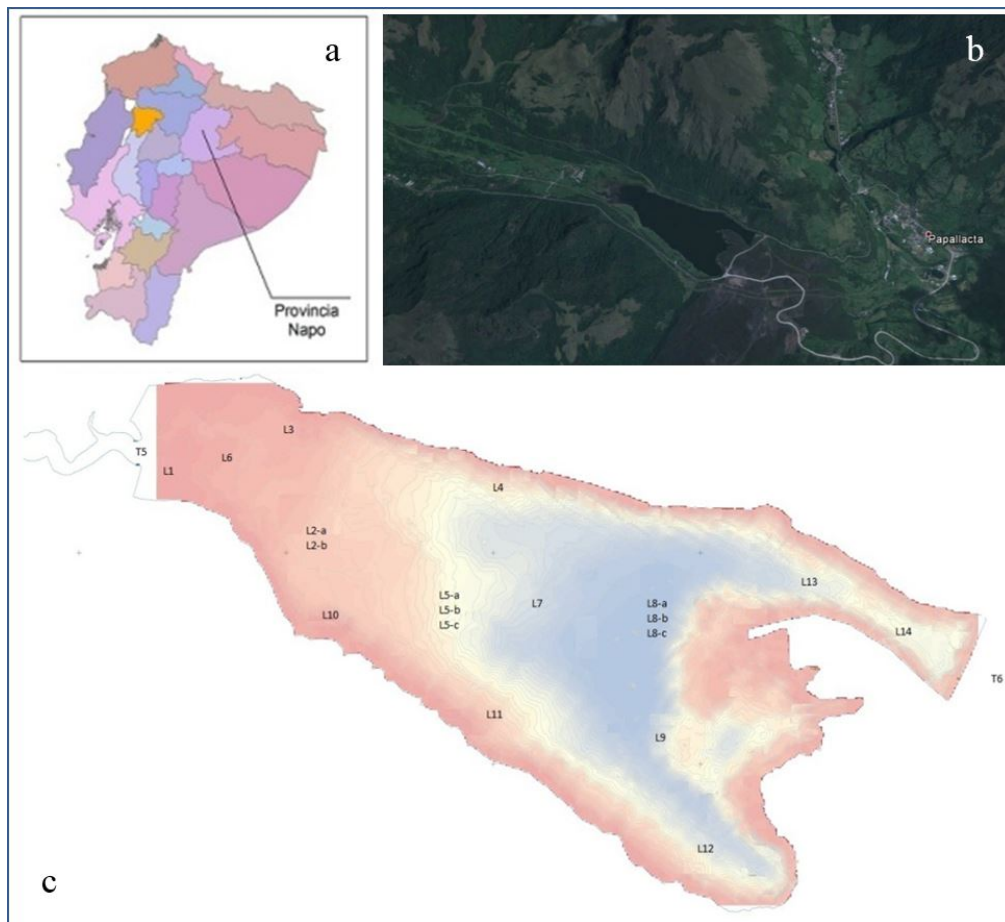 a
Provincia
Napo
b
Papallacta
T5
L1
L6
L3
L4
L2-a
L2-b
L10
L5-a
L5-b
L5-c
L7
L8-a
L8-b
L8-c
L13
L14
T6
L11
L9
L12
c